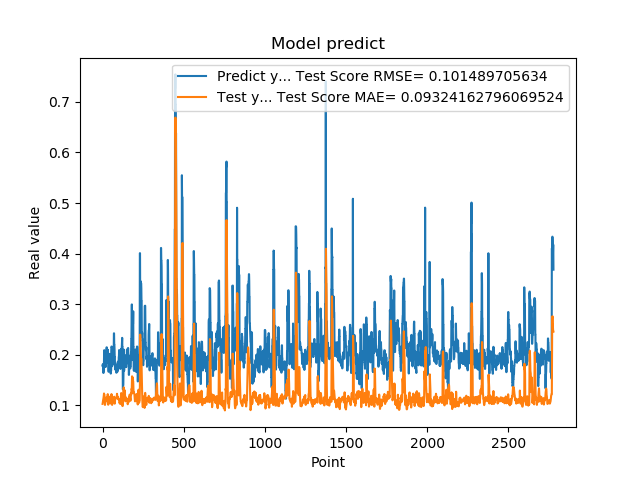 Model predict
Predict y... Test Score RMSE= 0.101489705634
Test y... Test Score MAE= 0.09324162796069524
Real value
0.7
0.6
0.5
0.4
0.3
0.2
0.1
0 500 1000 1500 2000 2500
Point